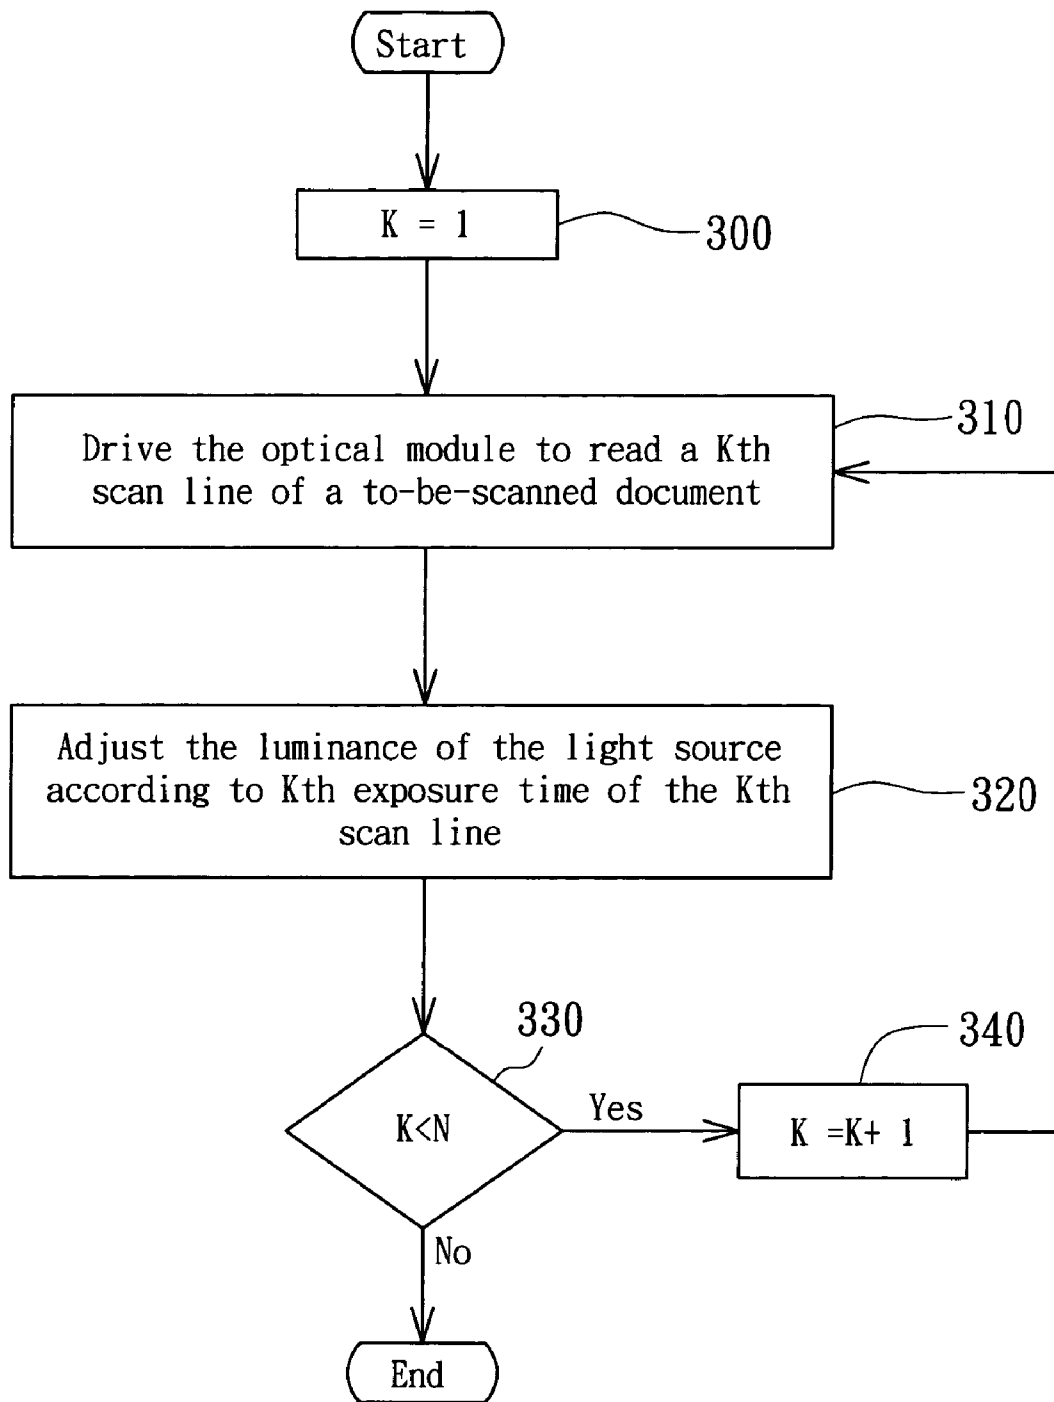 Start
K = 1
300
310
Drive the optical module to read a Kth
scan line of a to-be-scanned document
Adjust the luminance of the light source
according to Kth exposure time of the Kth
scan line
320
330
340
K<N
Yes
K =K+ 1
No
End